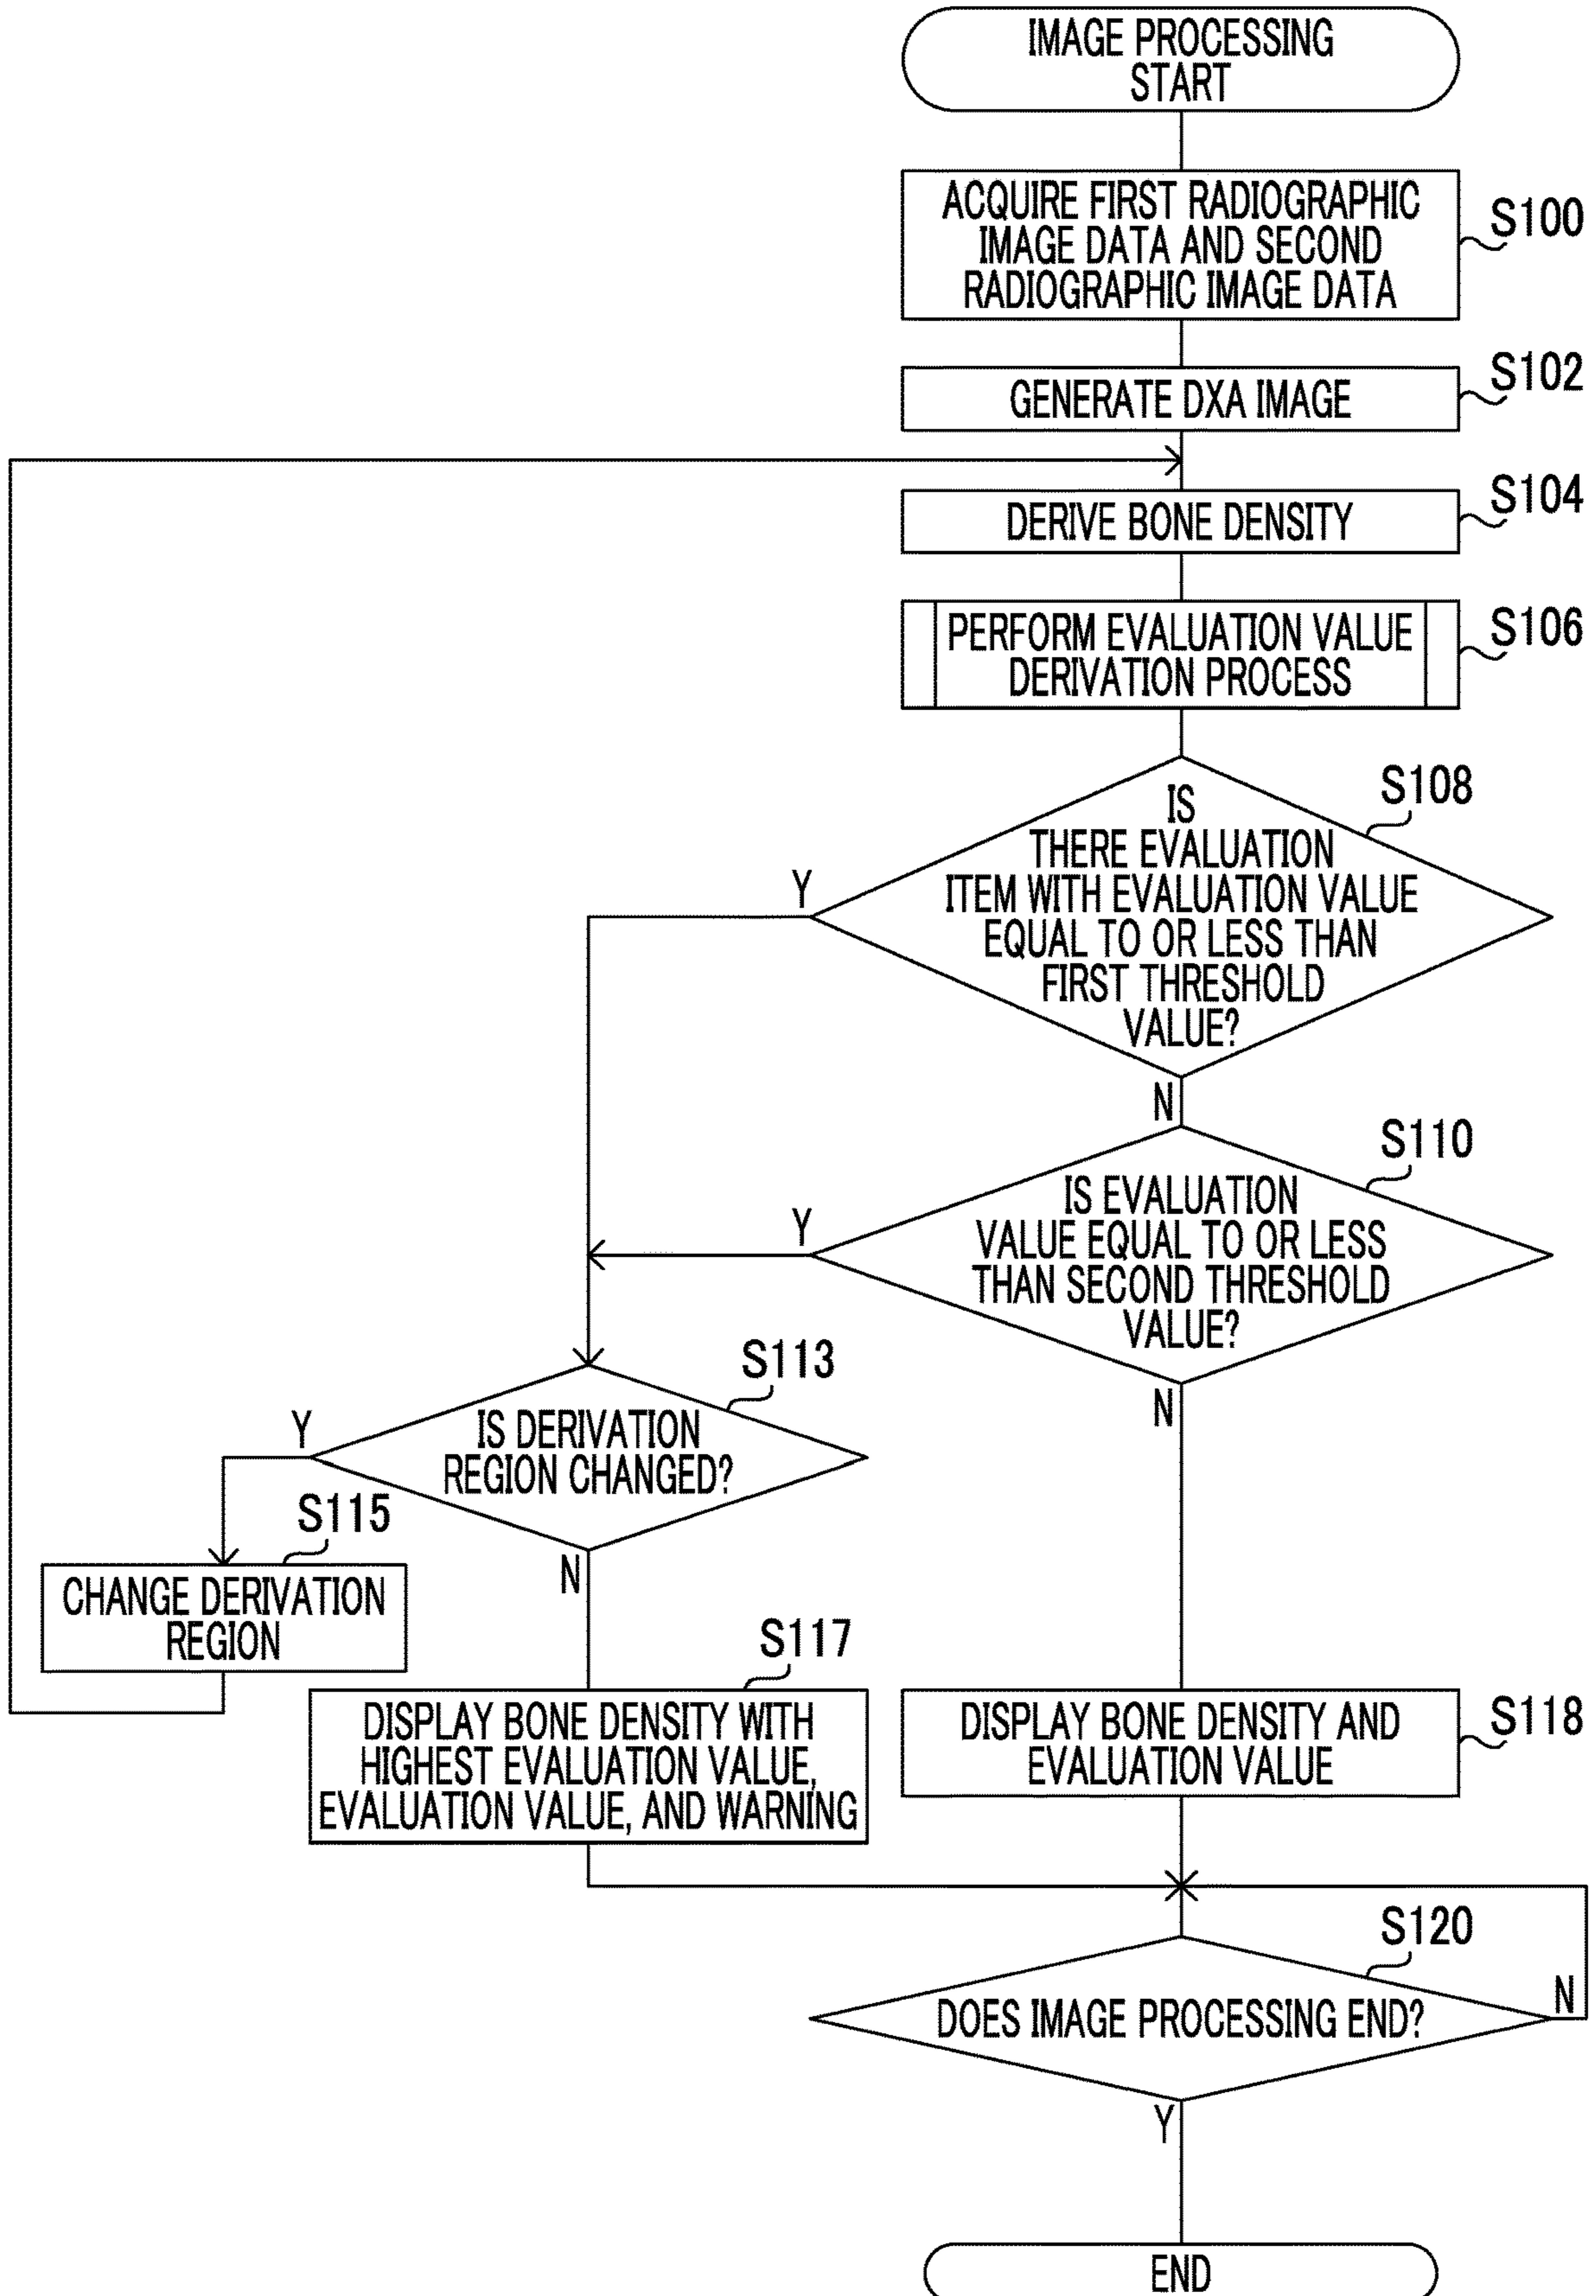 IMAGE PROCESSING
START
ACQUIRE FIRST RADIOGRAPHIC
IMAGE DATA AND SECOND
RADIOGRAPHIC IMAGE DATA
S100
GENERATE DXA IMAGE
S102
DERIVE BONE DENSITY
S104
PERFORM EVALUATION VALUE
DERIVATION PROCESS
S106
S108
IS
THERE EVALUATION
ITEM WITH EVALUATION VALUE
EQUAL TO OR LESS THAN
FIRST THRESHOLD
VALUE?
Y
N
S110
IS EVALUATION
VALUE EQUAL TO OR LESS
THAN SECOND THRESHOLD
VALUE?
Y
N
S113
IS DERIVATION
REGION CHANGED?
Y
N
S115
CHANGE DERIVATION
REGION
S117
DISPLAY BONE DENSITY WITH
HIGHEST EVALUATION VALUE,
EVALUATION VALUE, AND WARNING
DISPLAY BONE DENSITY AND
EVALUATION VALUE
S118
S120
DOES IMAGE PROCESSING END?
N
Y
END